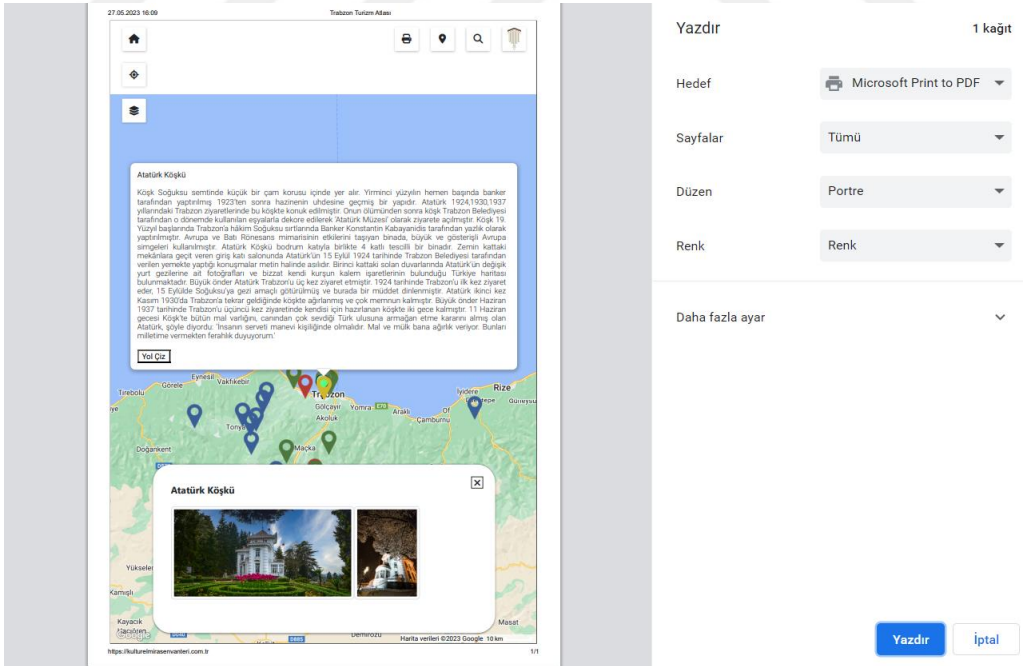 27.05.2023 16:09
Trabzon Turizm Atlası
Atatürk Köşkü
Köşk Soğuksu semtinde küçük bir çam korusu içinde yer alır. Yirminci yüzyılın hemen başında banker
tarafından yaptırılmış 1923'ten sonra hazinenin uhdesine geçmiş bir yapıdır. Atatürk 1924,1930,1937
yıllarındaki Trabzon ziyaretlerinde bu köşkte konuk edilmiştir. Onun ölümünden sonra köşk Trabzon Belediyesi
tarafından o dönemde kullanılan eşyalarla dekore edilerek 'Atatürk Müzesi' olarak ziyarete açılmıştır. Köşk 19.
Yüzyıl başlarında Trabzon'a hâkim Soğuksu sırtlarında Banker Konstantin Kabayanidis tarafından yazlık olarak
yaptırılmıştır. Avrupa ve Batı Rönesans mimarisinin etkilerini taşıyan binada, büyük ve gösterişli Avrupa
simgeleri kullanılmıştır. Atatürk Köşkü bodrum katıyla birlikte 4 katlı tescilli bir binadır. Zemin kattaki
mekânlara geçit veren giriş katı salonunda Atatürk'ün 15 Eylül 1924 tarihinde Trabzon Belediyesi tarafından
verilen yemekte yaptığı konuşmalar metin halinde asılıdır. Birinci kattaki solan duvarlarında Atatürk'ün değişik
yurt gezilerine ait fotoğrafları ve bizzat kendi kurşun kalem işaretlerinin bulunduğu Türkiye haritası
bulunmaktadır. Büyük önder Atatürk Trabzon'u üç kez ziyaret etmiştir. 1924 tarihinde Trabzon'u ilk kez ziyaret
eder, 15 Eylülde Soğuksu'ya gezi amaçlı götürülmüş ve burada bir müddet dinlenmiştir. Atatürk ikinci kez
Kasım 1930'da Trabzon'a tekrar geldiğinde köşkte ağırlanmış ve çok memnun kalmıştır. Büyük önder Haziran
1937 tarihinde Trabzon'u üçüncü kez ziyaretinde kendisi için hazırlanan köşkte iki gece kalmıştır. 11 Haziran
gecesi Köşk'te bütün mal varlığını, canından çok sevdiği Türk ulusuna armağan etme kararını almış olan
Atatürk, şöyle diyordu: 'İnsanın serveti manevi kişiliğinde olmalıdır. Mal ve mülk bana ağırlık veriyor. Bunları
milletime vermekten ferahlık duyuyorum.'
Yol Çiz
Eynesil
Vakfıkebir
Görele
Tirebolu
Trabzon
İyidere
Rize
Gölçayır
Yomra
E70
Araklı
Of
Güneysu
Akoluk
Çamburnu
Tonya
Maçka
Doğankent
Atatürk Köşkü
Kamışlı
Kayacık
Masat
Google
D885
Harita verileri ©2023 Google 10 km
https://kulturelmirasenvanteri.com.tr
1/1
Yazdır
1 kağıt
Hedef
Microsoft Print to PDF
Sayfalar
Tümü
Düzen
Portre
Renk
Renk
Daha fazla ayar
Yazdır
İptal